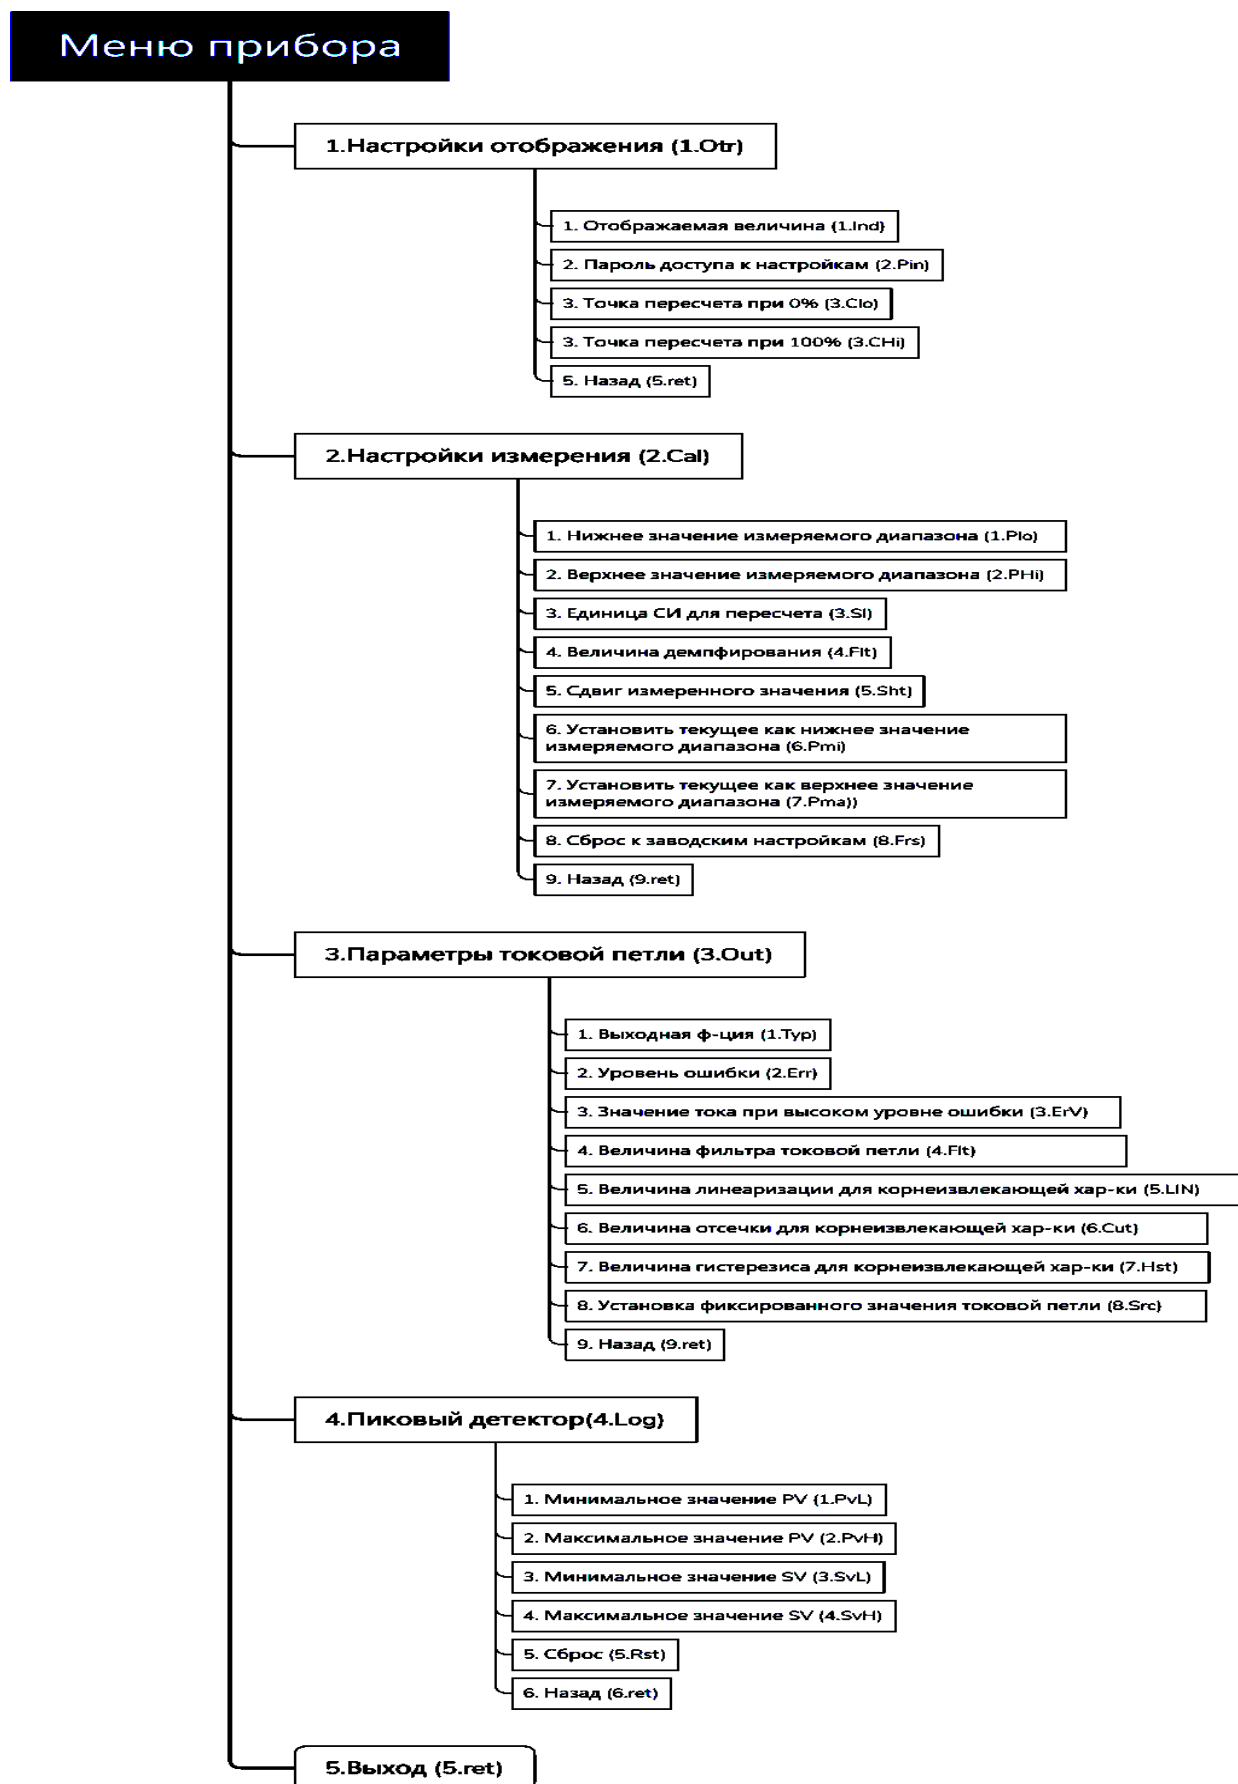 Меню прибора
1.Настройки отображения (1.Otr)
1. Отображаемая величина (1.Ind)
2. Пароль доступа к настройкам (2.Pin)
3. Точка пересчета при 0% (3.Clo)
3. Точка пересчета при 100% (3.CHi)
5. Назад (5.ret)
2.Настройки измерения (2.Cal)
1. Нижнее значение измеряемого диапазона (1.Plo)
2. Верхнее значение измеряемого диапазона (2.PHi)
3. Единица СИ для пересчета (3.SI)
4. Величина демпфирования (4.Flt)
5. Сдвиг измеренного значения (5.Sht)
6. Установить текущее как нижнее значение
измеряемого диапазона (6.Pmi)
7. Установить текущее как верхнее значение
измеряемого диапазона (7.Pma))
8. Сброс к заводским настройкам (8.Frs)
9. Назад (9.ret)
3.Параметры токовой петли (3.Out)
1. Выходная ф-ция (1.Typ)
2. Уровень ошибки (2.Err)
3. Значение тока при высоком уровне ошибки (3.ErV)
4. Величина фильтра токовой петли (4.Flt)
5. Величина линеаризации для корнеизвлекающей хар-ки (5.LIN)
6. Величина отсечки для корнеизвлекающей хар-ки (6.Cut)
7. Величина гистерезиса для корнеизвлекающей хар-ки (7.Hst)
8. Установка фиксированного значения токовой петли (8.Src)
9. Назад (9.ret)
4.Пиковый детектор(4.Log)
1. Минимальное значение PV (1.PvL)
2. Максимальное значение PV (2.PvH)
3. Минимальное значение SV (3.SvL)
4. Максимальное значение SV (4.SvH)
5. Сброс (5.Rst)
6. Назад (6.ret)
5.Выход (5.ret)